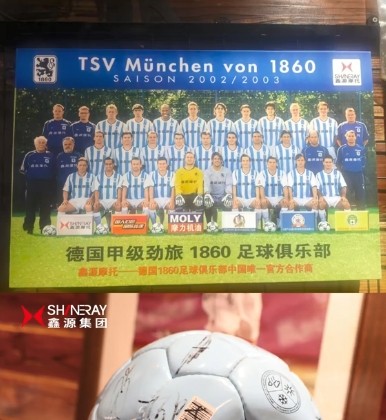 1860
TSV München von 1860
SAISON 2002/2003
SHINERAY
鑫源摩托
MOLY
摩力机油
德国甲级劲旅 1860 足球俱乐部
鑫源摩托——德国1860足球俱乐部中国唯一官方合作商
SHINERAY
鑫源集团